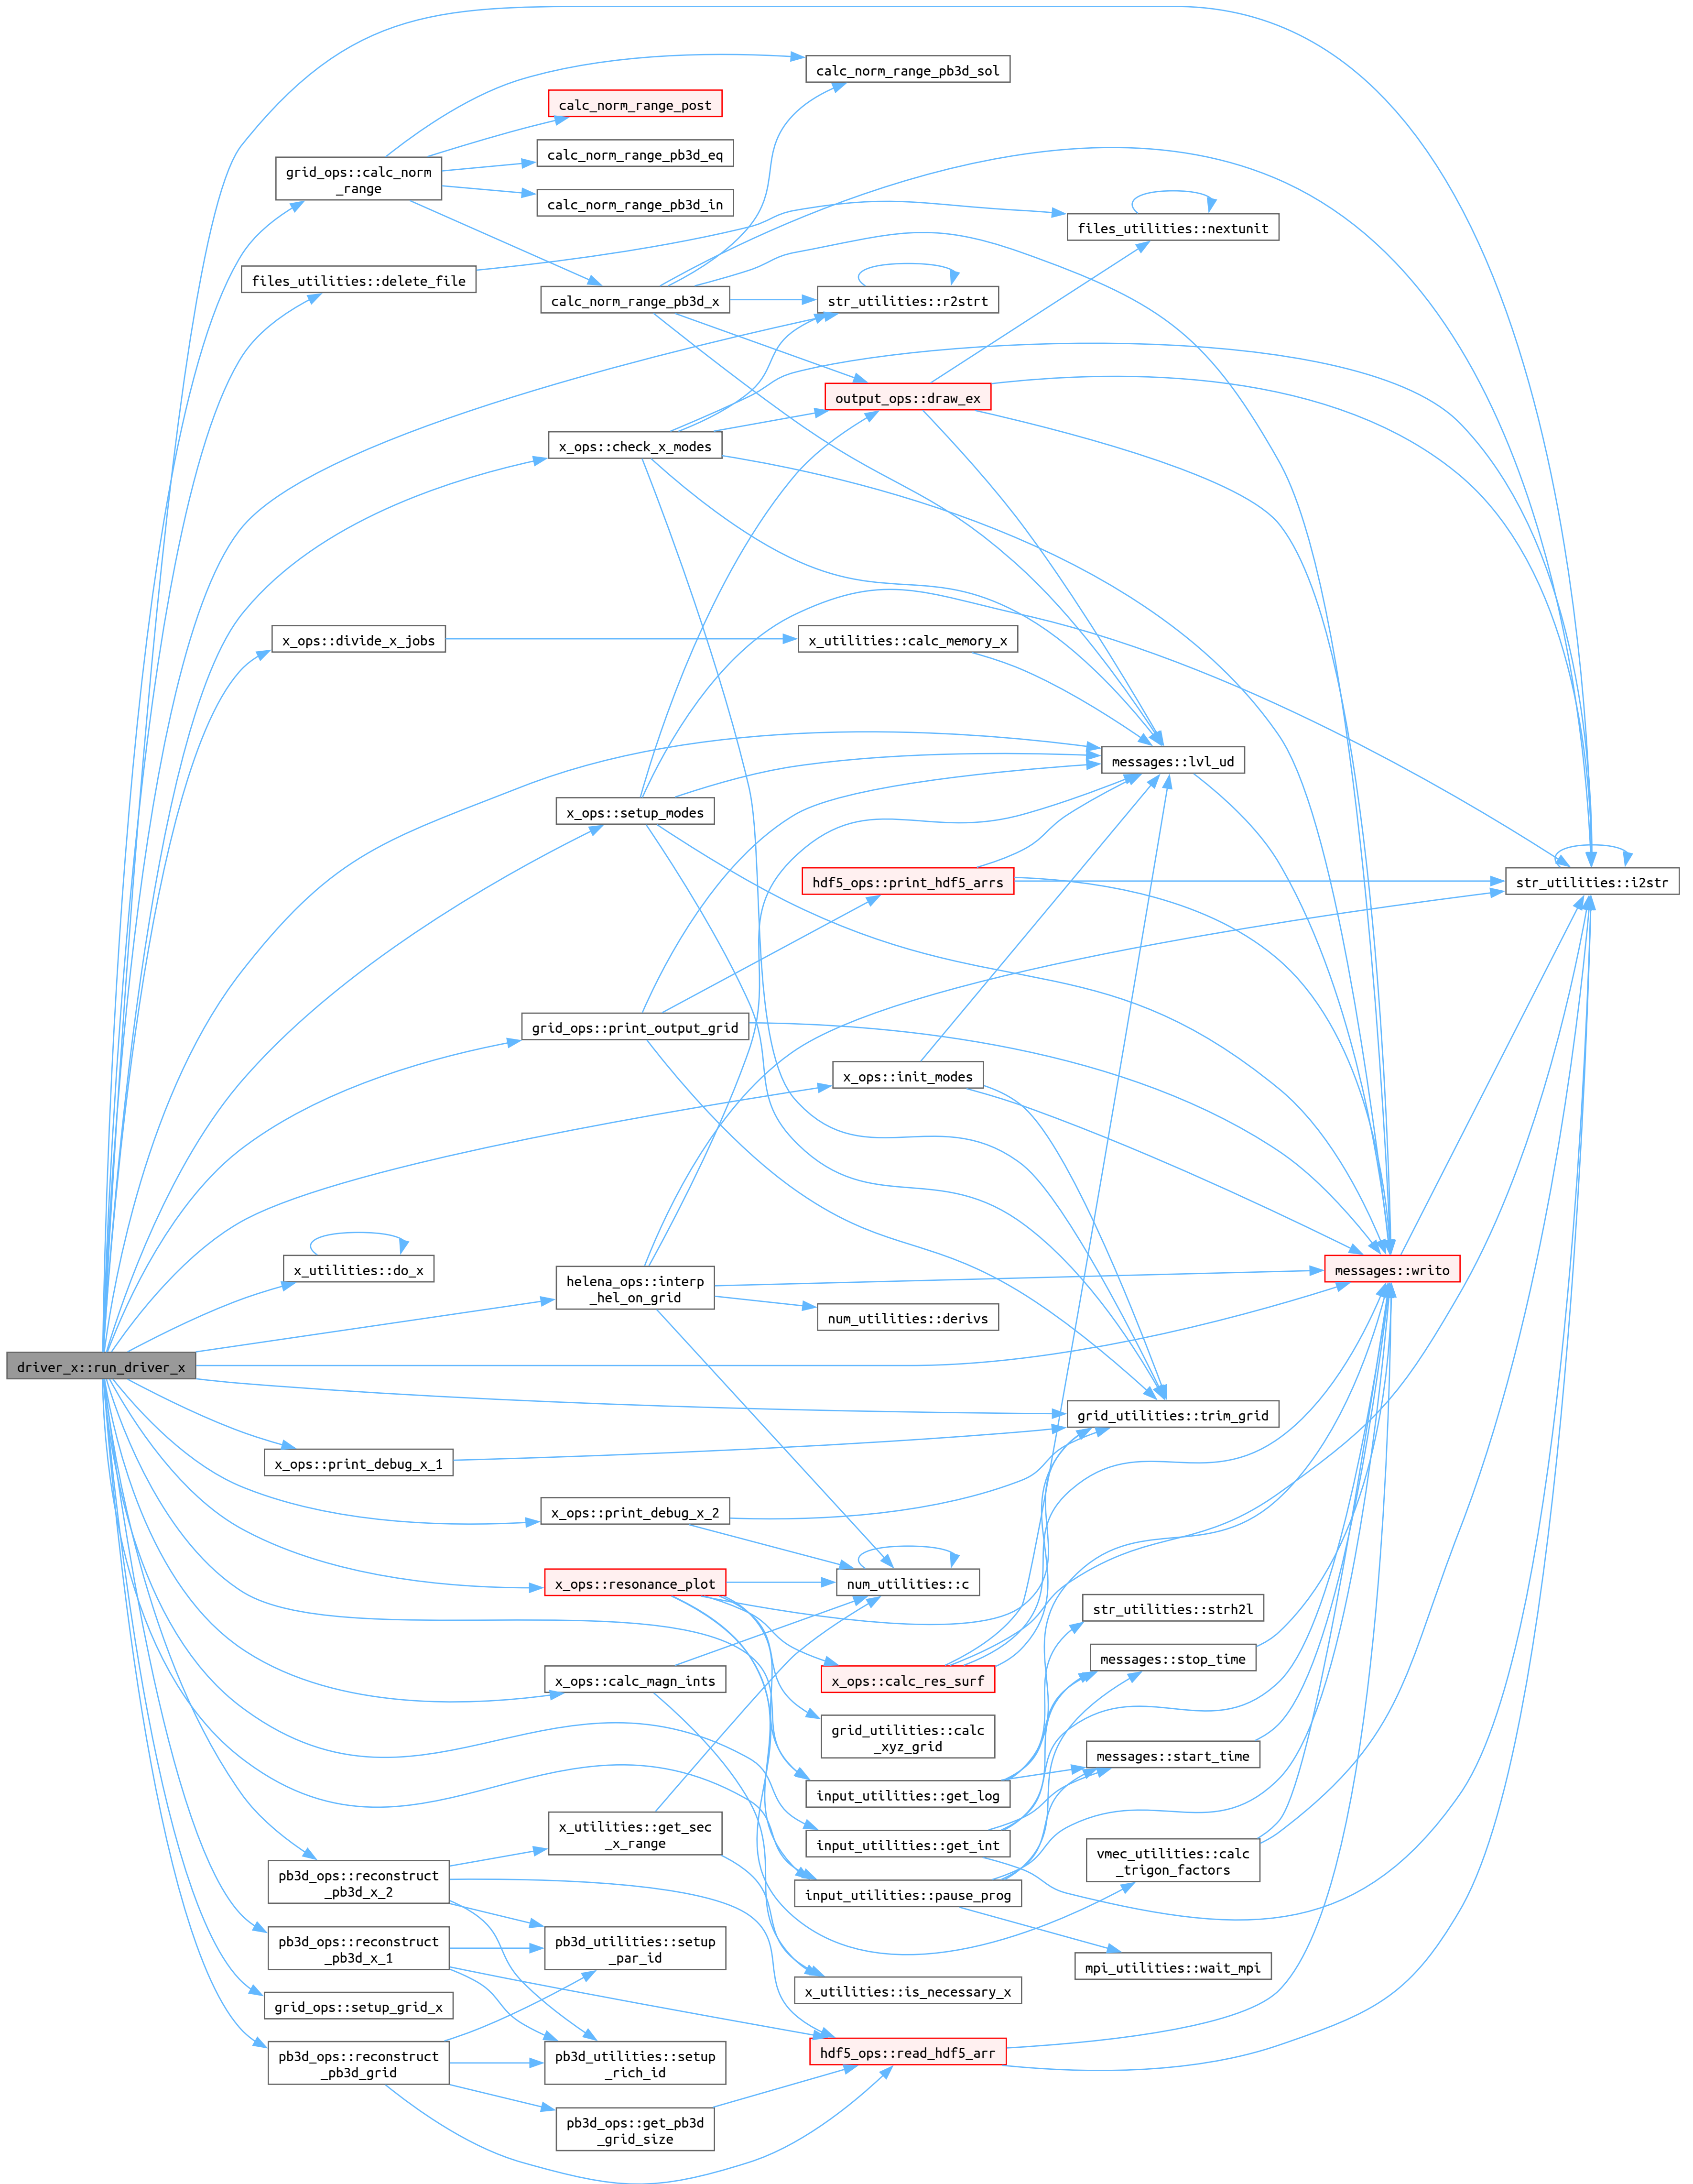 calc_norm_range_pb3d_sol
calc_norm_range_post
calc_norm_range_pb3d_eq
grid_ops::calc_norm
_range
calc_norm_range_pb3d_in
files_utilities::nextunit
files_utilities::delete_file
calc_norm_range_pb3d_x
str_utilities::r2strt
output_ops::draw_ex
x_ops::check_x_modes
x_ops::divide_x_jobs
x_utilities::calc_memory_x
messages::lvl_ud
x_ops::setup_modes
hdf5_ops::print_hdf5_arrs
str_utilities::i2str
grid_ops::print_output_grid
x_ops::init_modes
x_utilities::do_x
helena_ops::interp
_hel_on_grid
messages::writo
num_utilities::derivs
driver_x::run_driver_x
grid_utilities::trim_grid
x_ops::print_debug_x_1
x_ops::print_debug_x_2
x_ops::resonance_plot
num_utilities::c
str_utilities::strh2l
messages::stop_time
x_ops::calc_magn_ints
x_ops::calc_res_surf
grid_utilities::calc
_xyz_grid
messages::start_time
input_utilities::get_log
x_utilities::get_sec
_x_range
input_utilities::get_int
vmec_utilities::calc
_trigon_factors
pb3d_ops::reconstruct
_pb3d_x_2
input_utilities::pause_prog
pb3d_ops::reconstruct
_pb3d_x_1
pb3d_utilities::setup
_par_id
mpi_utilities::wait_mpi
x_utilities::is_necessary_x
grid_ops::setup_grid_x
pb3d_ops::reconstruct
_pb3d_grid
pb3d_utilities::setup
_rich_id
hdf5_ops::read_hdf5_arr
pb3d_ops::get_pb3d
_grid_size